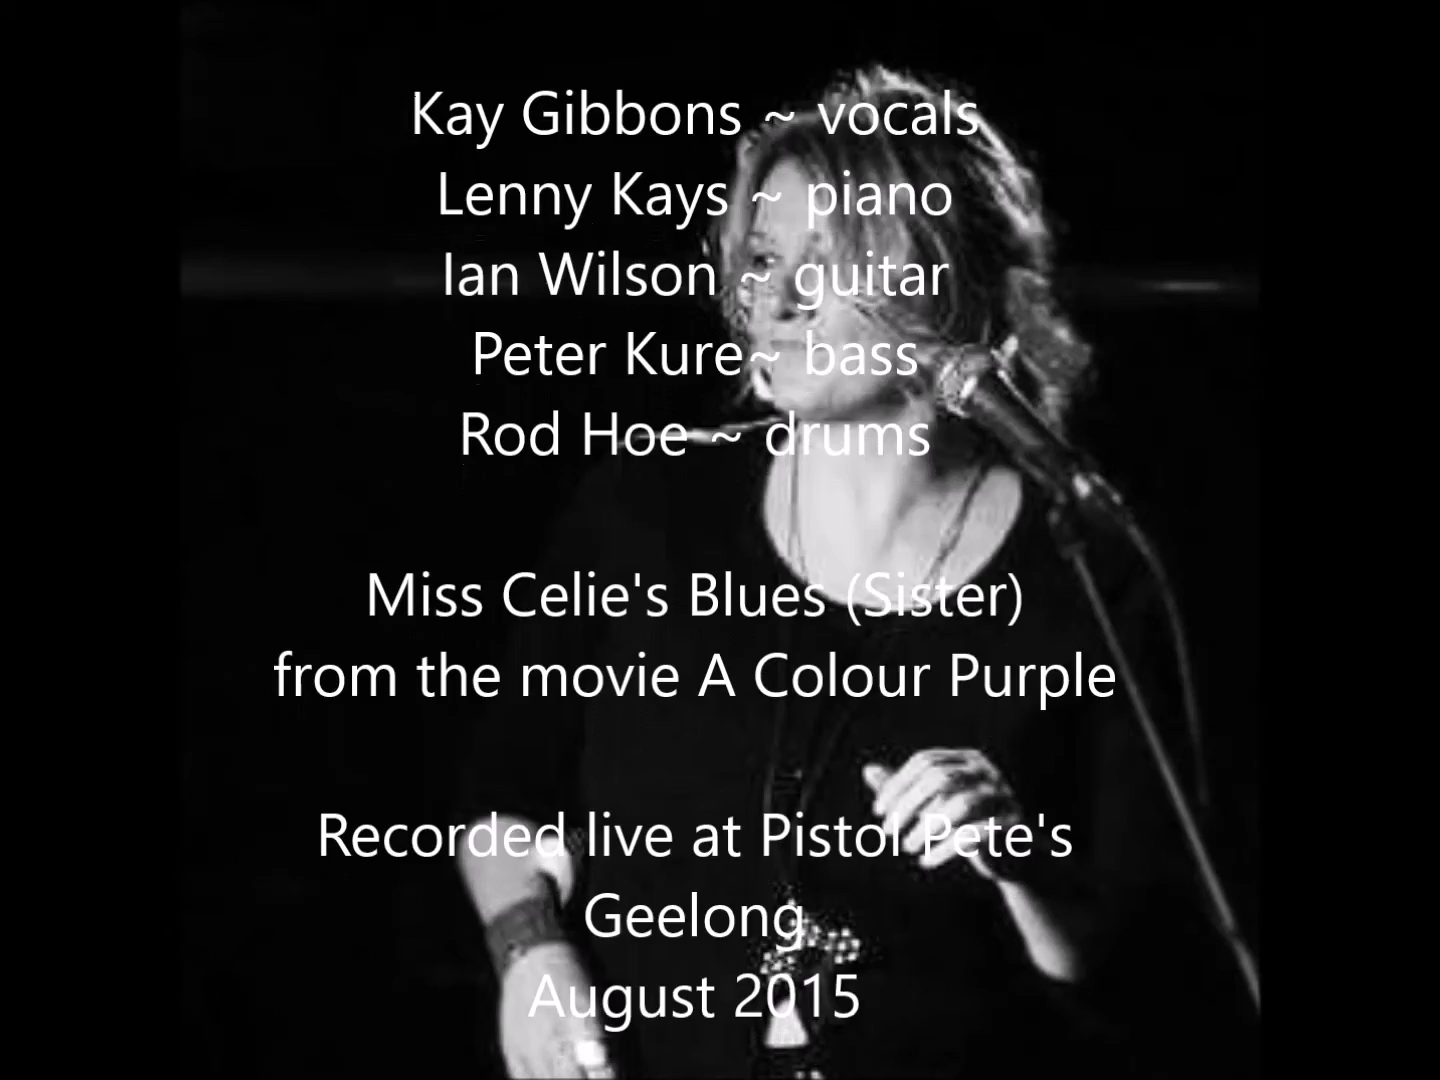 Kay Gibbons ~ vocals
Lenny Kays ~ piano
Ian Wilson ~ guitar
Peter Kure~ bass
Rod Hoe ~ drums
Miss Celie's Blues (Sister)
from the movie A Colour Purple
Recorded live at Pistol Pete's
Geelong
August 2015